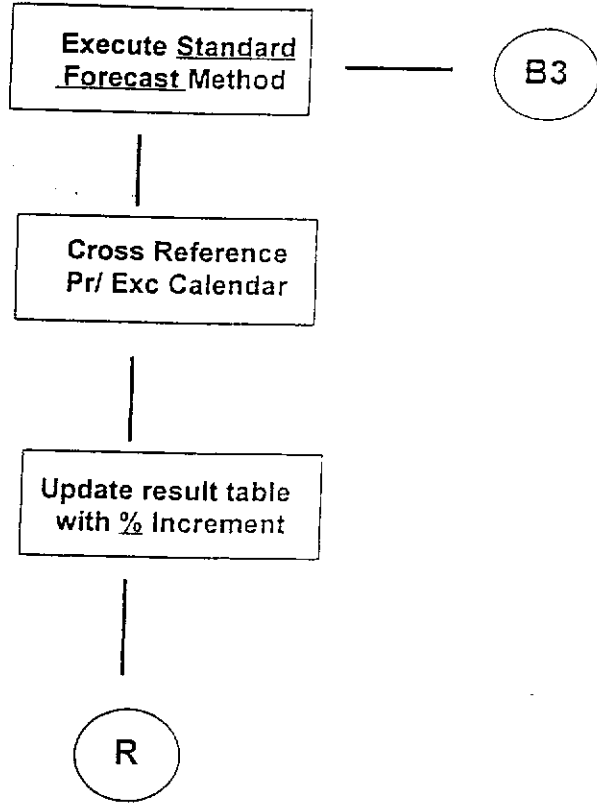 Execute Standard
Forecast Method
B3
Cross Reference
Pr/ Exc Calendar
Update result table
with % Increment
R